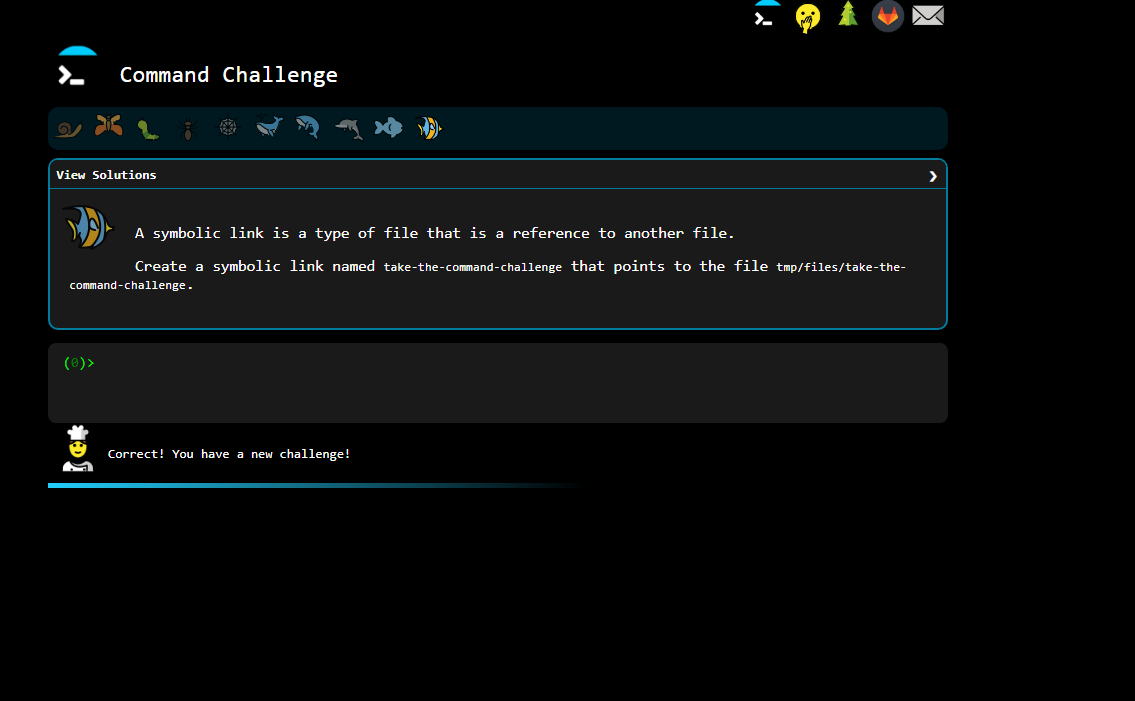 Command Challenge
View Solutions
A symbolic link is a type of file that is a reference to another file.
Create a symbolic link named take-the-command-challenge that points to the file tmp/files/take-the-
command-challenge.
(0)>
Correct! You have a new challenge!